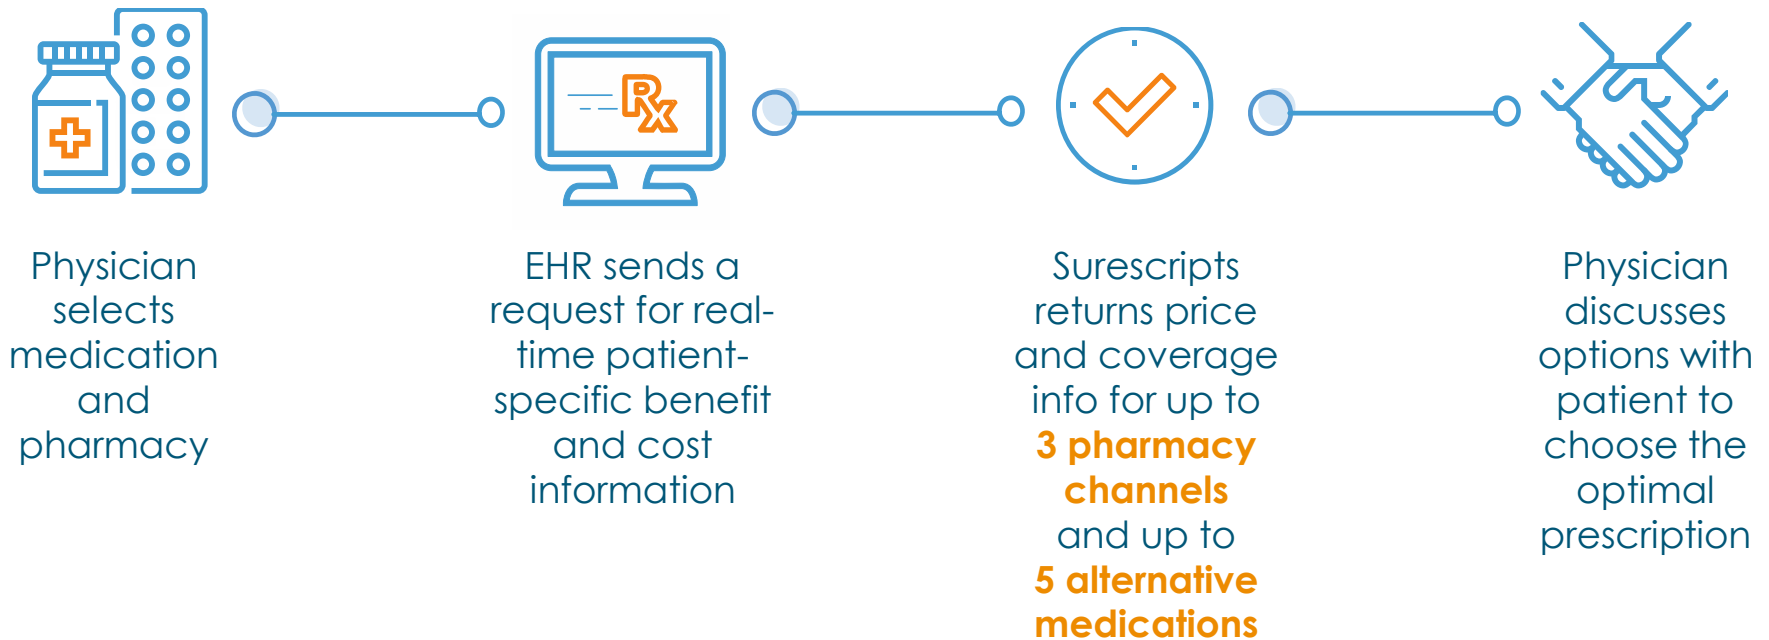 Rx
Physician
selects
medication
and
pharmacy
EHR sends a
request for real-
time patient-
specific benefit
and cost
information
Surescripts
returns price
and coverage
info for up to
3 pharmacy
channels
and up to
5 alternative
medications
Physician
discusses
options with
patient to
choose the
optimal
prescription